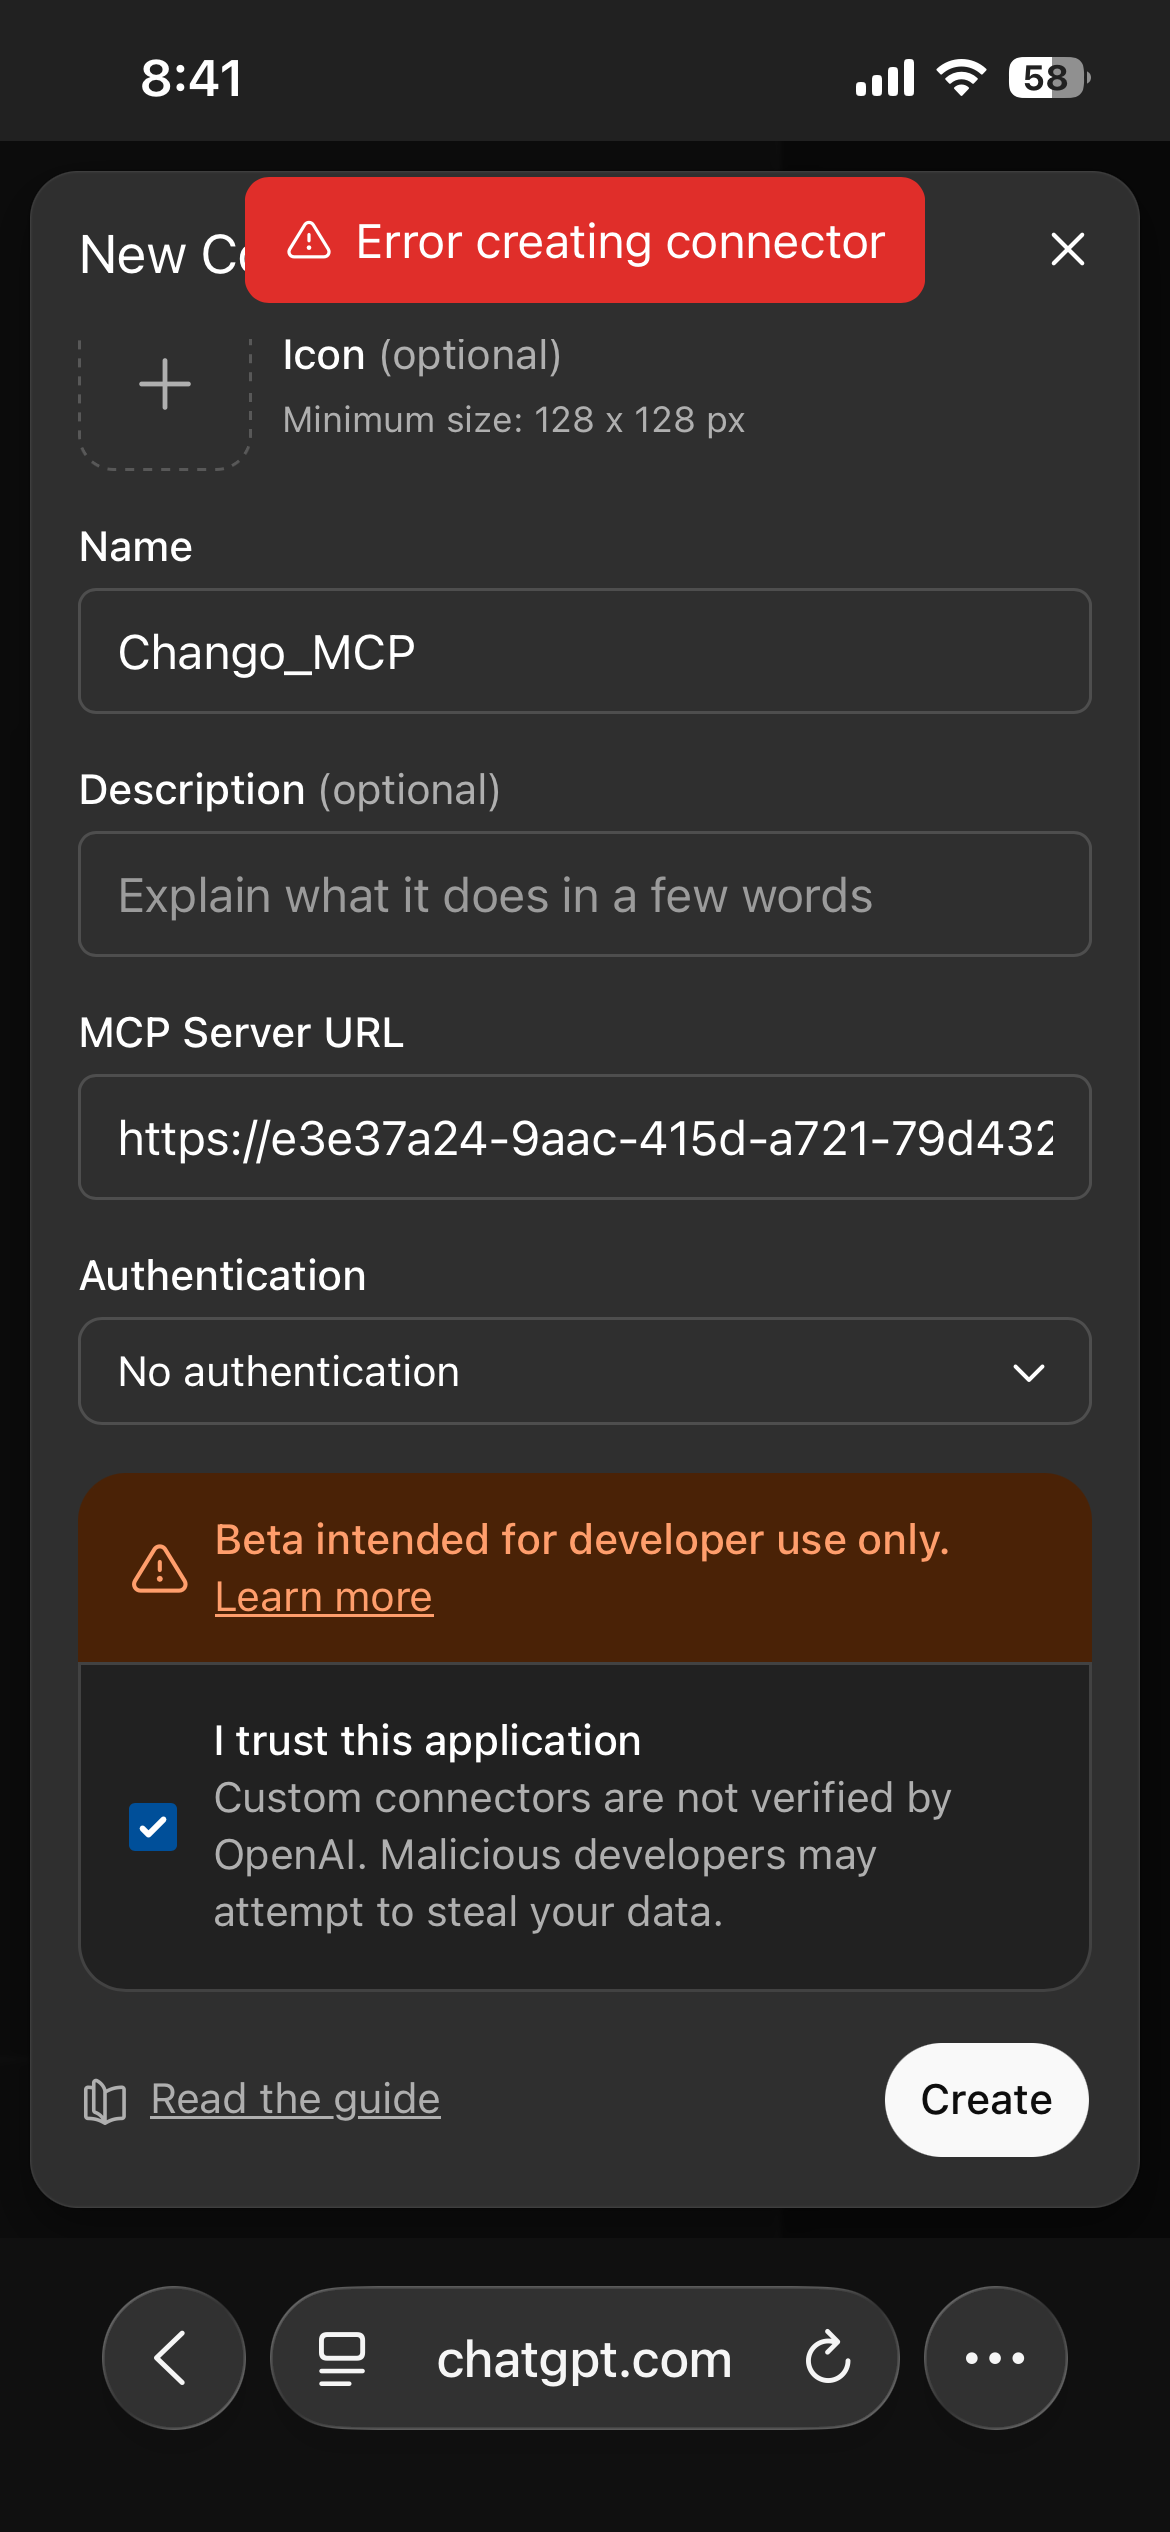 8:41
58
New Co
Error creating connector
Icon (optional)
Minimum size: 128 x 128 px
Name
Chango_MCP
Description (optional)
Explain what it does in a few words
MCP Server URL
https://e3e37a24-9aac-415d-a721-79d432
Authentication
No authentication
Beta intended for developer use only.
Learn more
I trust this application
Custom connectors are not verified by
OpenAI. Malicious developers may
attempt to steal your data.
Read the guide
Create
chatgpt.com